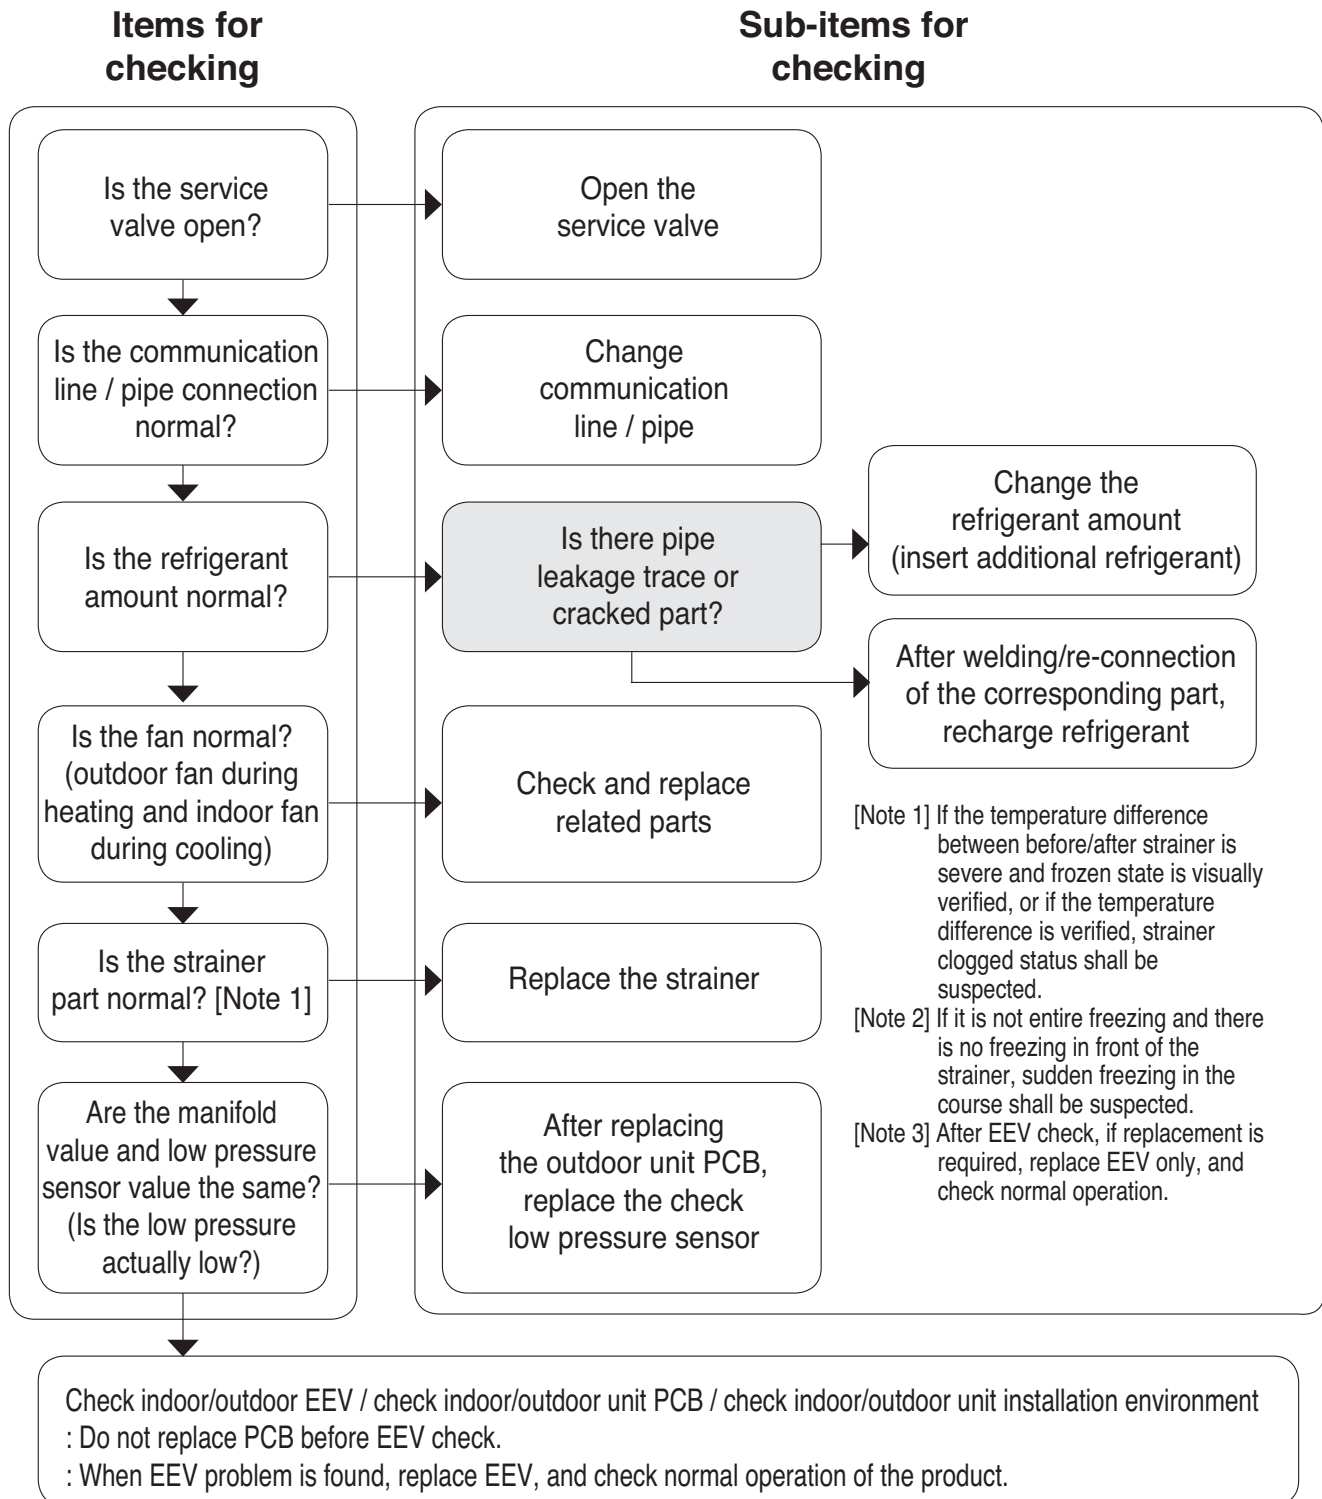 Items for
checking
Sub-items for
checking
Is the service
valve open?
Open the
service valve
Is the communication
line / pipe connection
normal?
Change
communication
line / pipe
Is the refrigerant
amount normal?
Is there pipe
leakage trace or
cracked part?
Change the
refrigerant amount
(insert additional refrigerant)
After welding/re-connection
of the corresponding part,
recharge refrigerant
Is the fan normal?
(outdoor fan during
heating and indoor fan
during cooling)
Check and replace
related parts
Is the strainer
part normal? [Note 1]
Replace the strainer
Are the manifold
value and low pressure
sensor value the same?
(Is the low pressure
actually low?)
After replacing
the outdoor unit PCB,
replace the check
low pressure sensor
[Note 1] If the temperature difference
between before/after strainer is
severe and frozen state is visually
verified, or if the temperature
difference is verified, strainer
clogged status shall be
suspected.
[Note 2] If it is not entire freezing and there
is no freezing in front of the
strainer, sudden freezing in the
course shall be suspected.
[Note 3] After EEV check, if replacement is
required, replace EEV only, and
check normal operation.
Check indoor/outdoor EEV / check indoor/outdoor unit PCB / check indoor/outdoor unit installation environment
: Do not replace PCB before EEV check.
: When EEV problem is found, replace EEV, and check normal operation of the product.